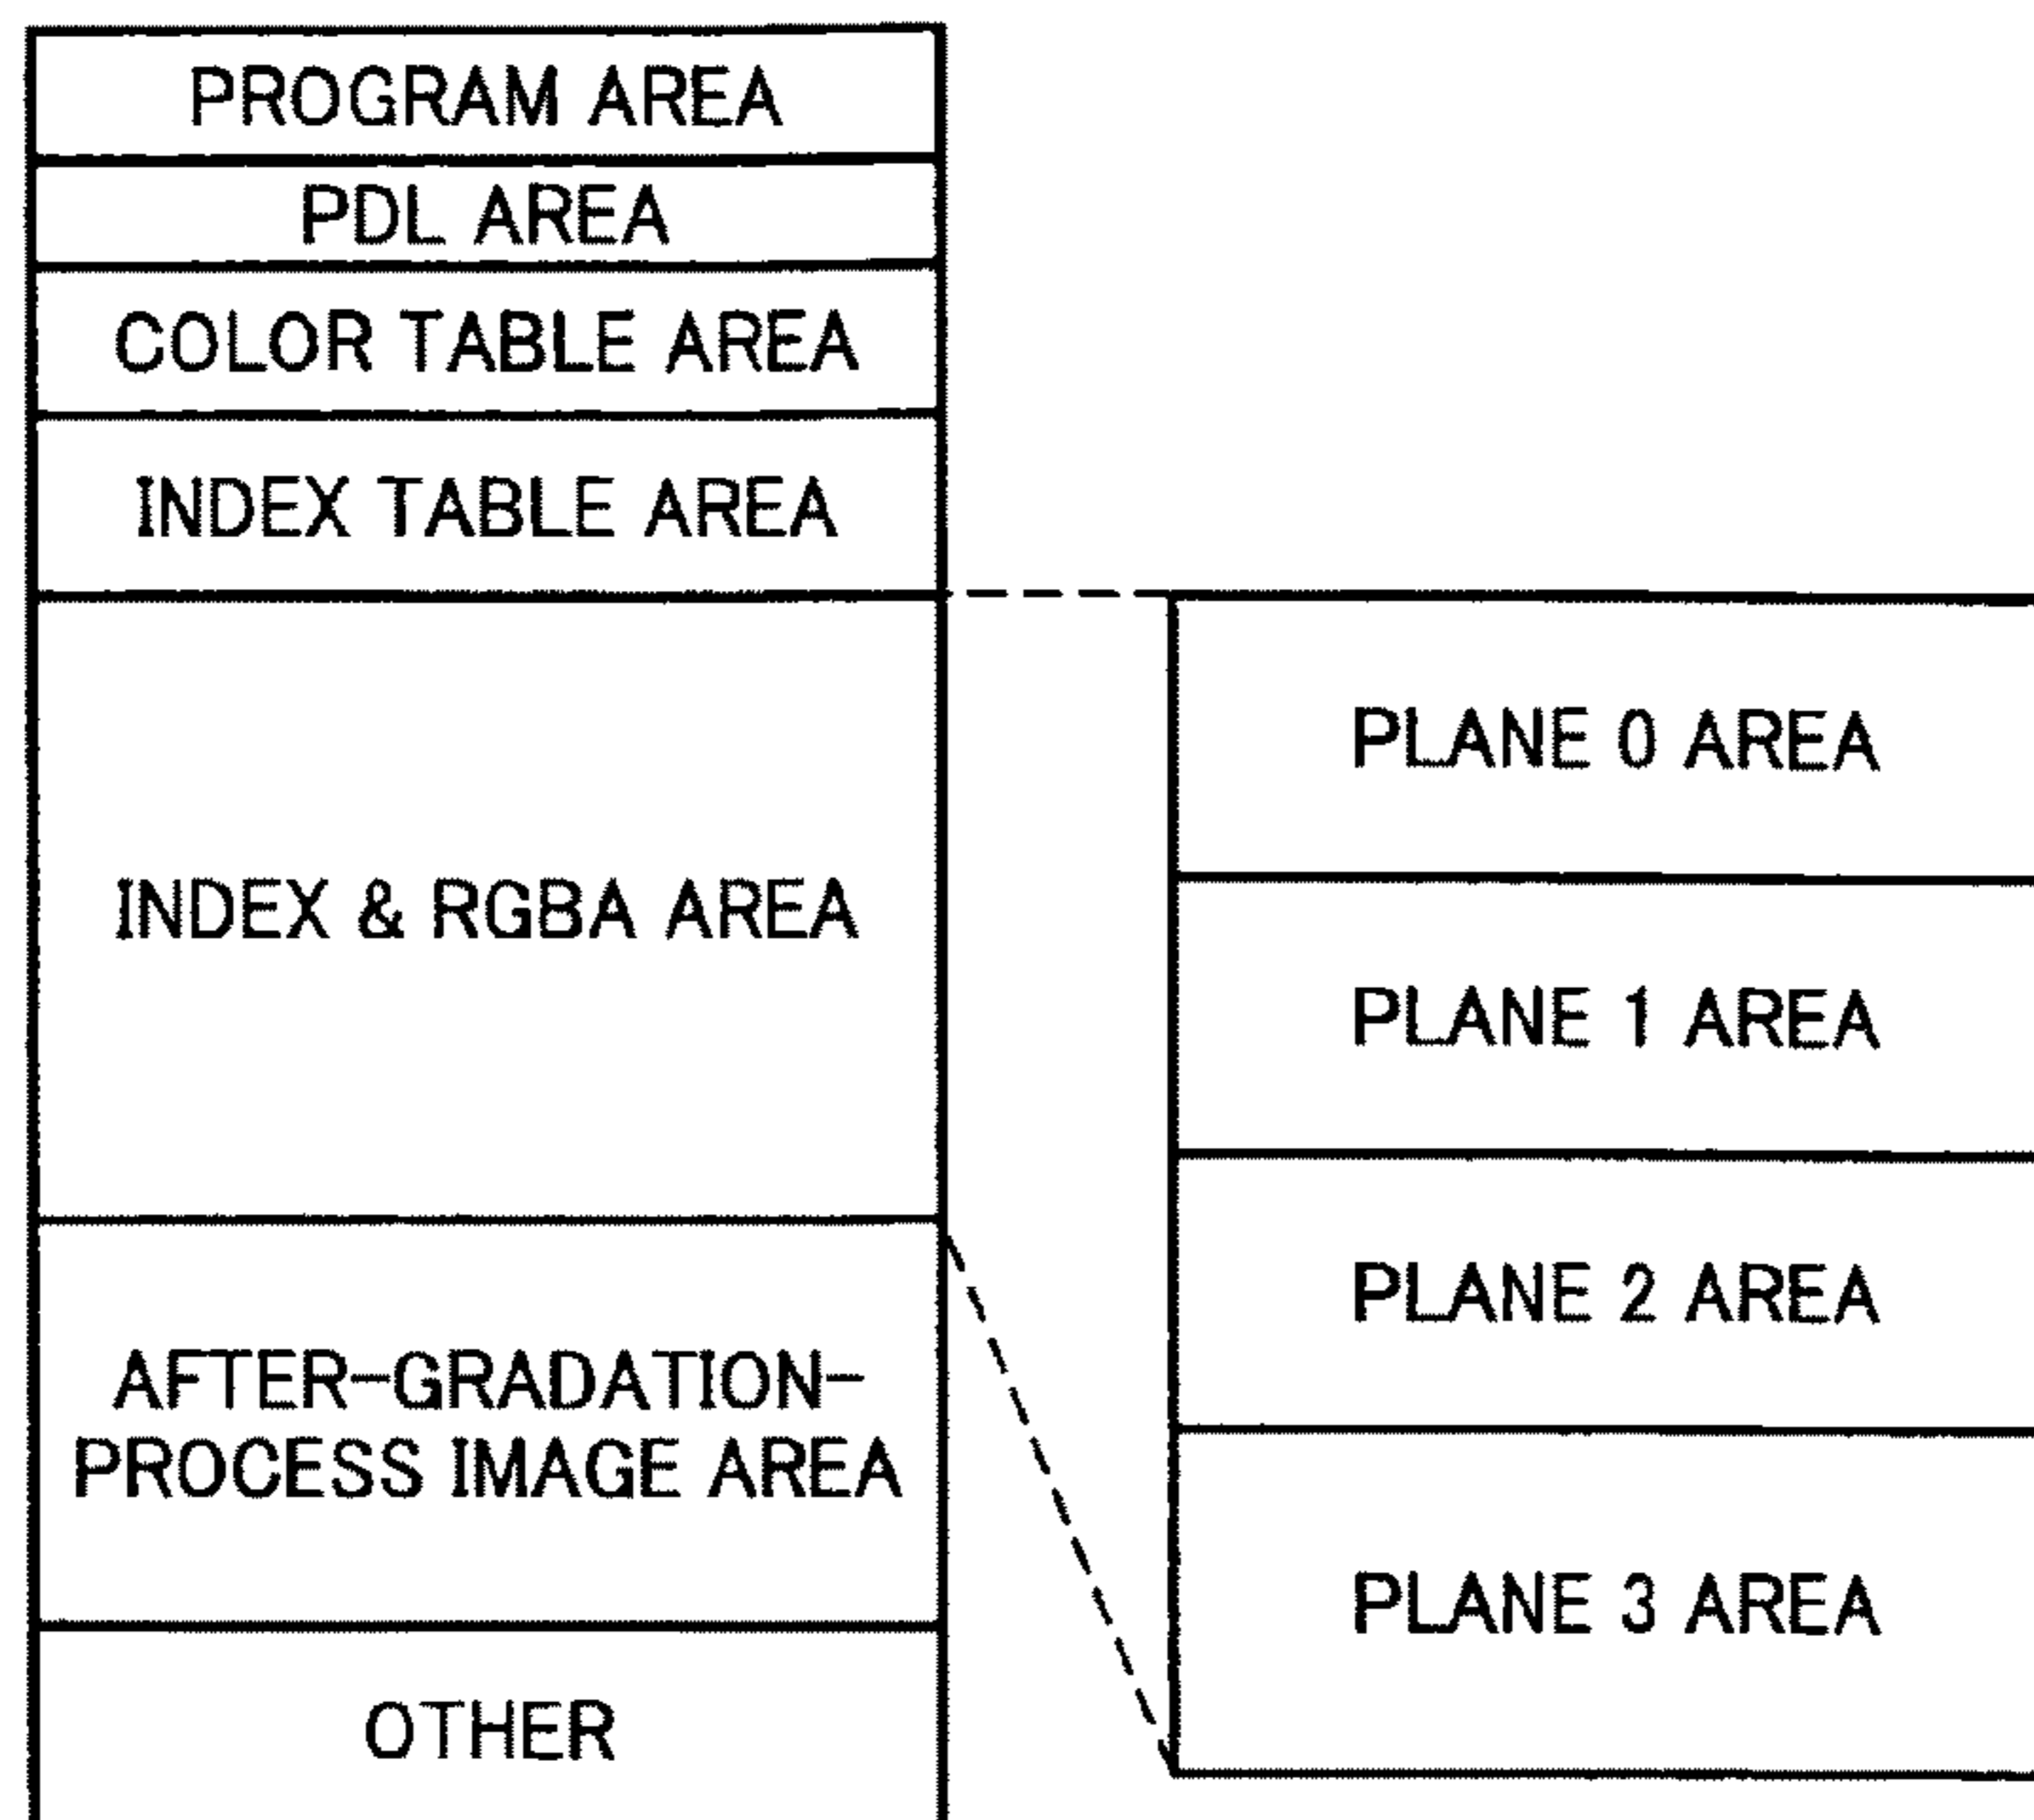 PROGRAM AREA
PDL AREA
COLOR TABLE AREA
INDEX TABLE AREA
INDEX & RGBA AREA
AFTER-GRADATION-
PROCESS IMAGE AREA
OTHER
PLANE 0 AREA
PLANE 1 AREA
PLANE 2 AREA
PLANE 3 AREA